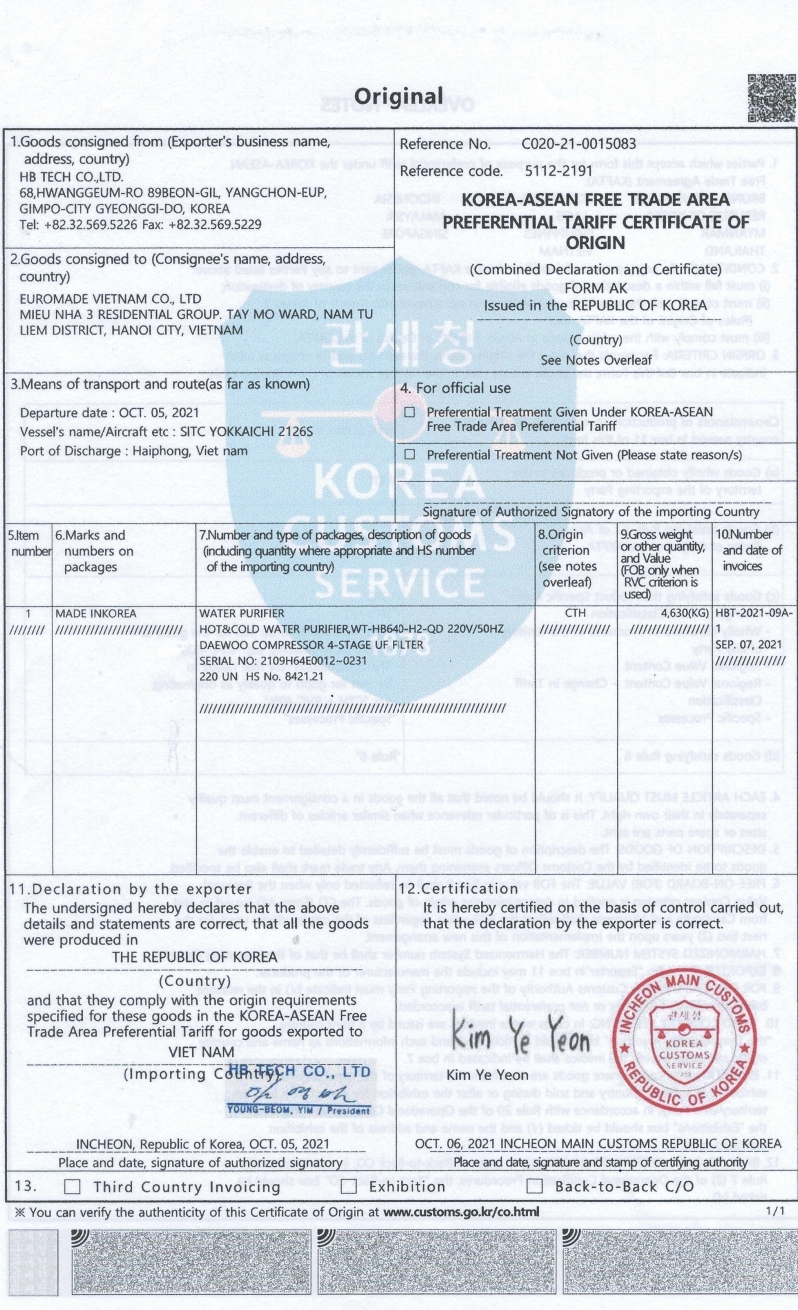 Original
1.Goods consigned from (Exporter's business name,
address, country)
HB TECH CO.,LTD.
68,HWANGGEUM-RO 89BEON-GIL, YANGCHON-EUP,
GIMPO-CITY GYEONGGI-DO, KOREA
Tel: +82.32.569.5226 Fax: +82.32.569.5229
Reference No. C020-21-0015083
Reference code. 5112-2191
KOREA-ASEAN FREE TRADE AREA
PREFERENTIAL TARIFF CERTIFICATE OF
ORIGIN
(Combined Declaration and Certificate)
FORM AK
Issued in the REPUBLIC OF KOREA
(Country)
See Notes Overleaf
2.Goods consigned to (Consignee's name, address,
country)
EUROMADE VIETNAM CO., LTD
MIEU NHA 3 RESIDENTIAL GROUP. TAY MO WARD, NAM TU
LIEM DISTRICT, HANOI CITY, VIETNAM
3.Means of transport and route(as far as known)
Departure date : OCT. 05, 2021
Vessel's name/Aircraft etc : SITC YOKKAICHI 2126S
Port of Discharge : Haiphong, Viet nam
4. For official use
☐ Preferential Treatment Given Under KOREA-ASEAN
Free Trade Area Preferential Tariff
☐ Preferential Treatment Not Given (Please state reason/s)
Signature of Authorized Signatory of the importing Country
관세청
KOREA
CUSTOMS
SERVICE
1878
5.Item
number
6.Marks and
numbers on
packages
7.Number and type of packages, description of goods
(including quantity where appropriate and HS number
of the importing country)
8.Origin
criterion
(see notes
overleaf)
9.Gross weight
or other quantity,
and Value
(FOB only when
RVC criterion is
used)
10.Number
and date of
invoices
1
////////
MADE INKOREA
/////////////////////////////
WATER PURIFIER
HOT&COLD WATER PURIFIER,WT-HB640-H2-QD 220V/50HZ
DAEWOO COMPRESSOR 4-STAGE UF FILTER
SERIAL NO: 2109H64E0012~0231
220 UN HS No. 8421.21
//////////////////////////////////////////////////////////////////////
CTH
////////////////
4,630(KG)
//////////////////
HBT-2021-09A-
1
SEP. 07, 2021
////////////////
11.Declaration by the exporter
The undersigned hereby declares that the above
details and statements are correct, that all the goods
were produced in
THE REPUBLIC OF KOREA
(Country)
and that they comply with the origin requirements
specified for these goods in the KOREA-ASEAN Free
Trade Area Preferential Tariff for goods exported to
VIET NAM
(Importing Country)
HB TECH CO., LTD
YOUNG-BEOM, YIM / President
INCHEON, Republic of Korea, OCT. 05, 2021
Place and date, signature of authorized signatory
12.Certification
It is hereby certified on the basis of control carried out,
that the declaration by the exporter is correct.
Kim Ye Yeon
Kim Ye Yeon
INCHEON MAIN CUSTOMS
KOREA
CUSTOMS
SERVICE
REPUBLIC OF KOREA
OCT. 06, 2021 INCHEON MAIN CUSTOMS REPUBLIC OF KOREA
Place and date, signature and stamp of certifying authority
13. ☐ Third Country Invoicing ☐ Exhibition ☐ Back-to-Back C/O
※ You can verify the authenticity of this Certificate of Origin at www.customs.go.kr/co.html
1/1